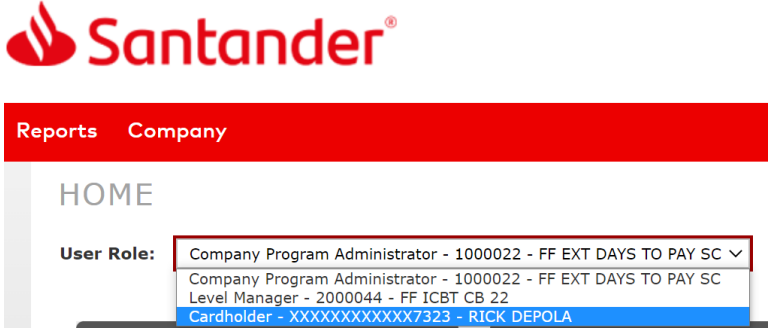 Santander®
Reports Company
HOME
User Role: Company Program Administrator - 1000022 - FF EXT DAYS TO PAY SC
Company Program Administrator - 1000022 - FF EXT DAYS TO PAY SC
Level Manager - 2000044 - FF ICBT CB 22
Cardholder - XXXXXXXXXXXX7323 - RICK DEPOLA